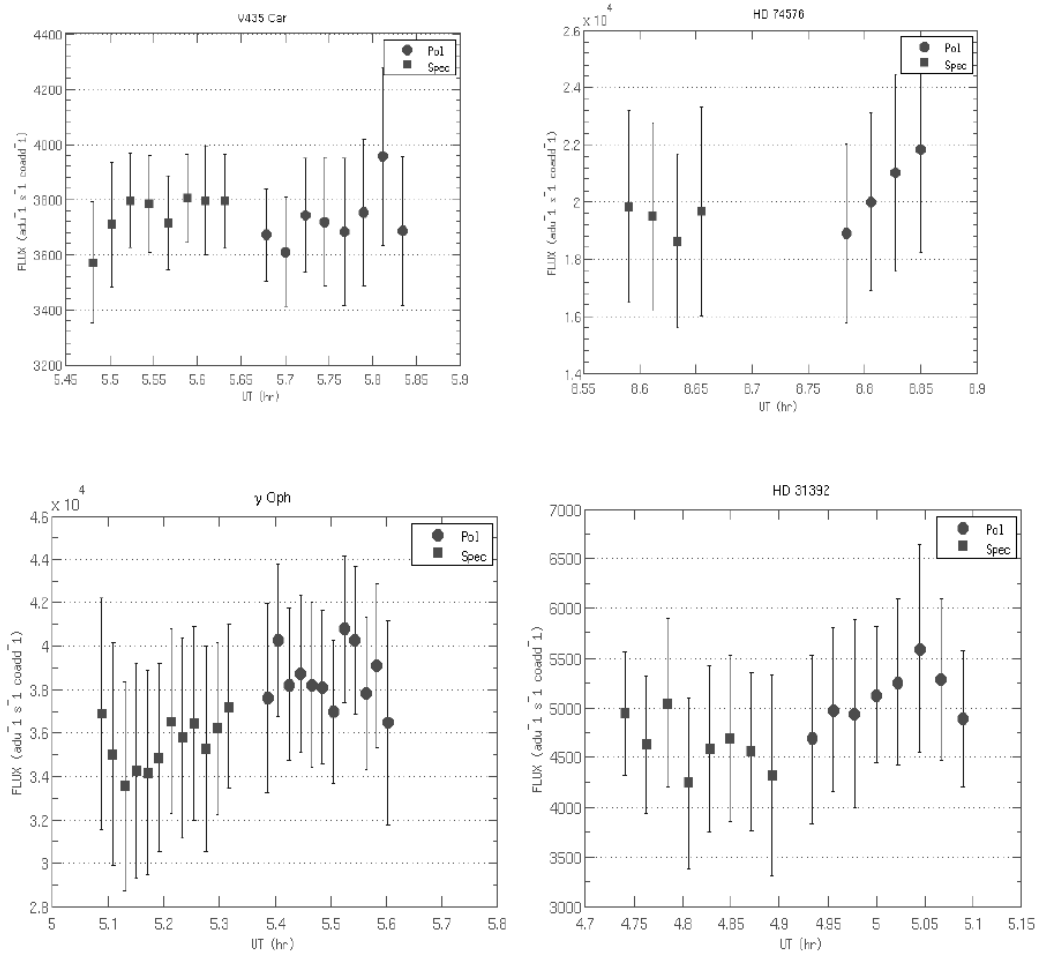 V435 Car
4400
4200
4000
3800
3600
3400
3200
FLUX (adu⁻1 s⁻1 coadd⁻1)
Pol
Spec
5.45 5.5 5.55 5.6 5.65 5.7 5.75 5.8 5.85 5.9
UT (hr)
HD 74576
x 10⁴
2.6
2.4
2.2
2
1.8
1.6
1.4
FLUX (adu⁻1 s⁻1 coadd⁻1)
Pol
Spec
8.55 8.6 8.65 8.7 8.75 8.8 8.85 8.9
UT (hr)
γ Oph
x 10⁴
4.6
4.4
4.2
4
3.8
3.6
3.4
3.2
3
2.8
FLUX (adu⁻1 s⁻1 coadd⁻1)
Pol
Spec
5 5.1 5.2 5.3 5.4 5.5 5.6 5.7 5.8
UT (hr)
HD 31392
7000
6500
6000
5500
5000
4500
4000
3500
3000
FLUX (adu⁻1 s⁻1 coadd⁻1)
Pol
Spec
4.7 4.75 4.8 4.85 4.9 4.95 5 5.05 5.1 5.15
UT (hr)